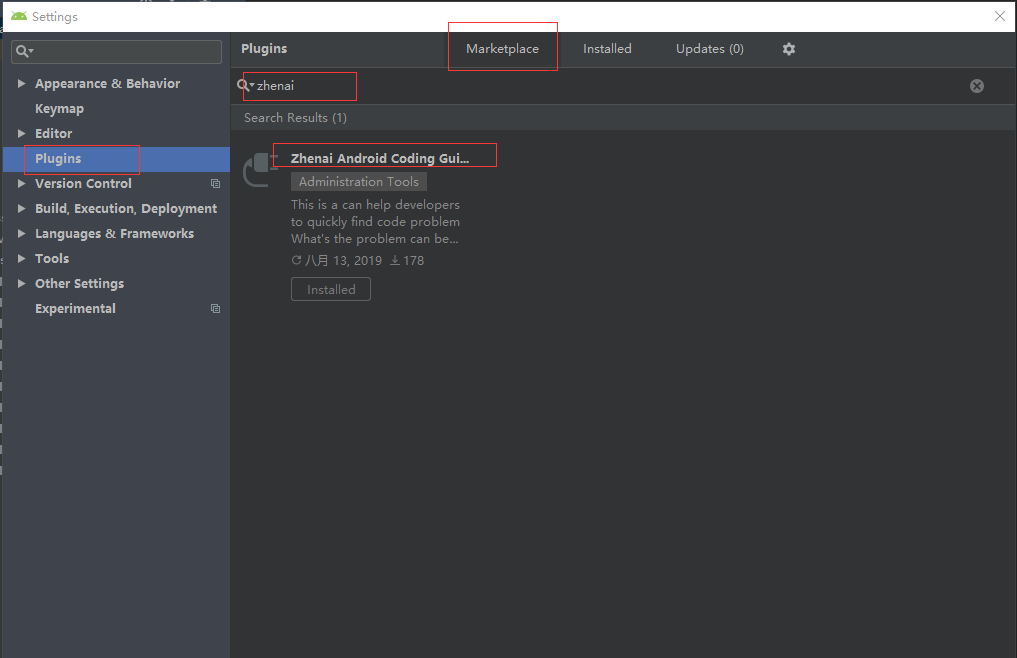 Settings
Plugins
Marketplace
Installed
Updates (0)
Appearance & Behavior
Keymap
Editor
Plugins
Version Control
Build, Execution, Deployment
Languages & Frameworks
Tools
Other Settings
Experimental
zhenai
Search Results (1)
Zhenai Android Coding Gui...
Administration Tools
This is a can help developers
to quickly find code problem
What's the problem can be...
八月 13, 2019 178
Installed